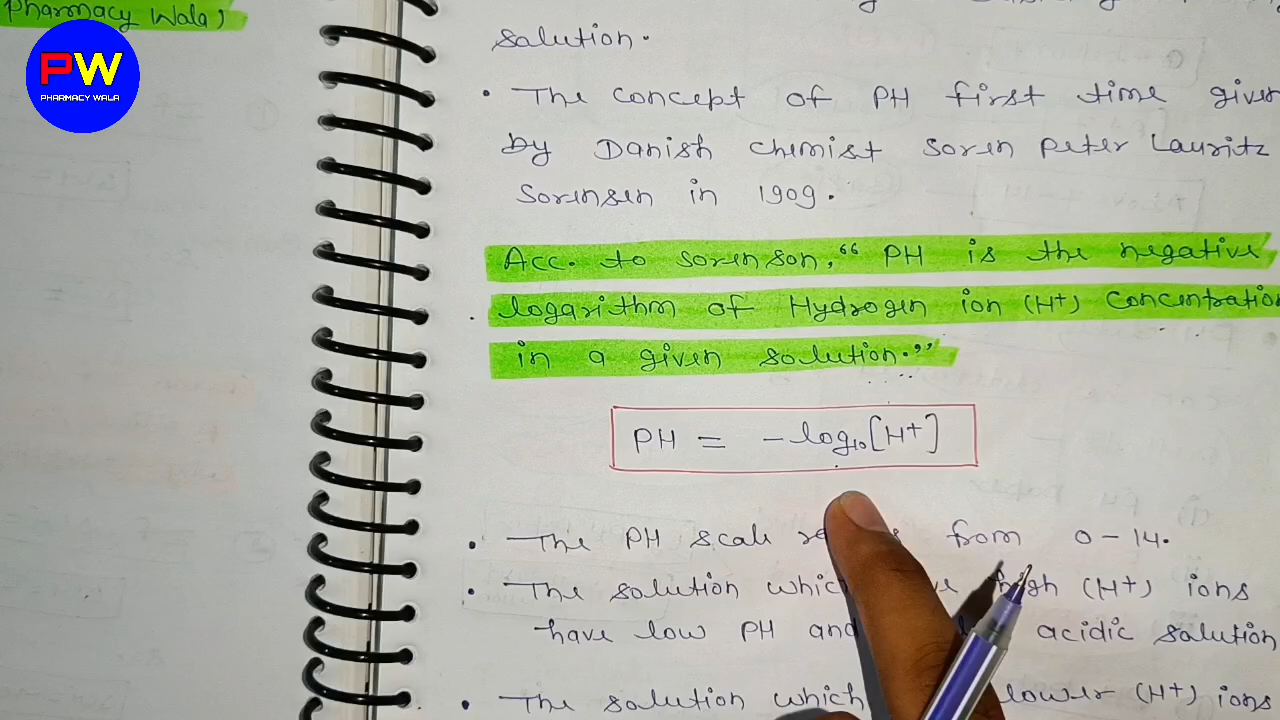 Pharmacy Wala)
PW
PHARMACY WALA
solution.
• The concept of PH first time given
by Danish chemist Soren Peter Lauritz
Sorensen in 1909.
Acc. to Sorenson, “ PH is the negative
logarithm of Hydrogen ion (H+) Concentration
in a given solution.”
PH = -log10[H+]
• The PH scale from 0-14.
• The solution which high (H+) ions
have low PH and acidic solution
• The solution which lower (H+) ions